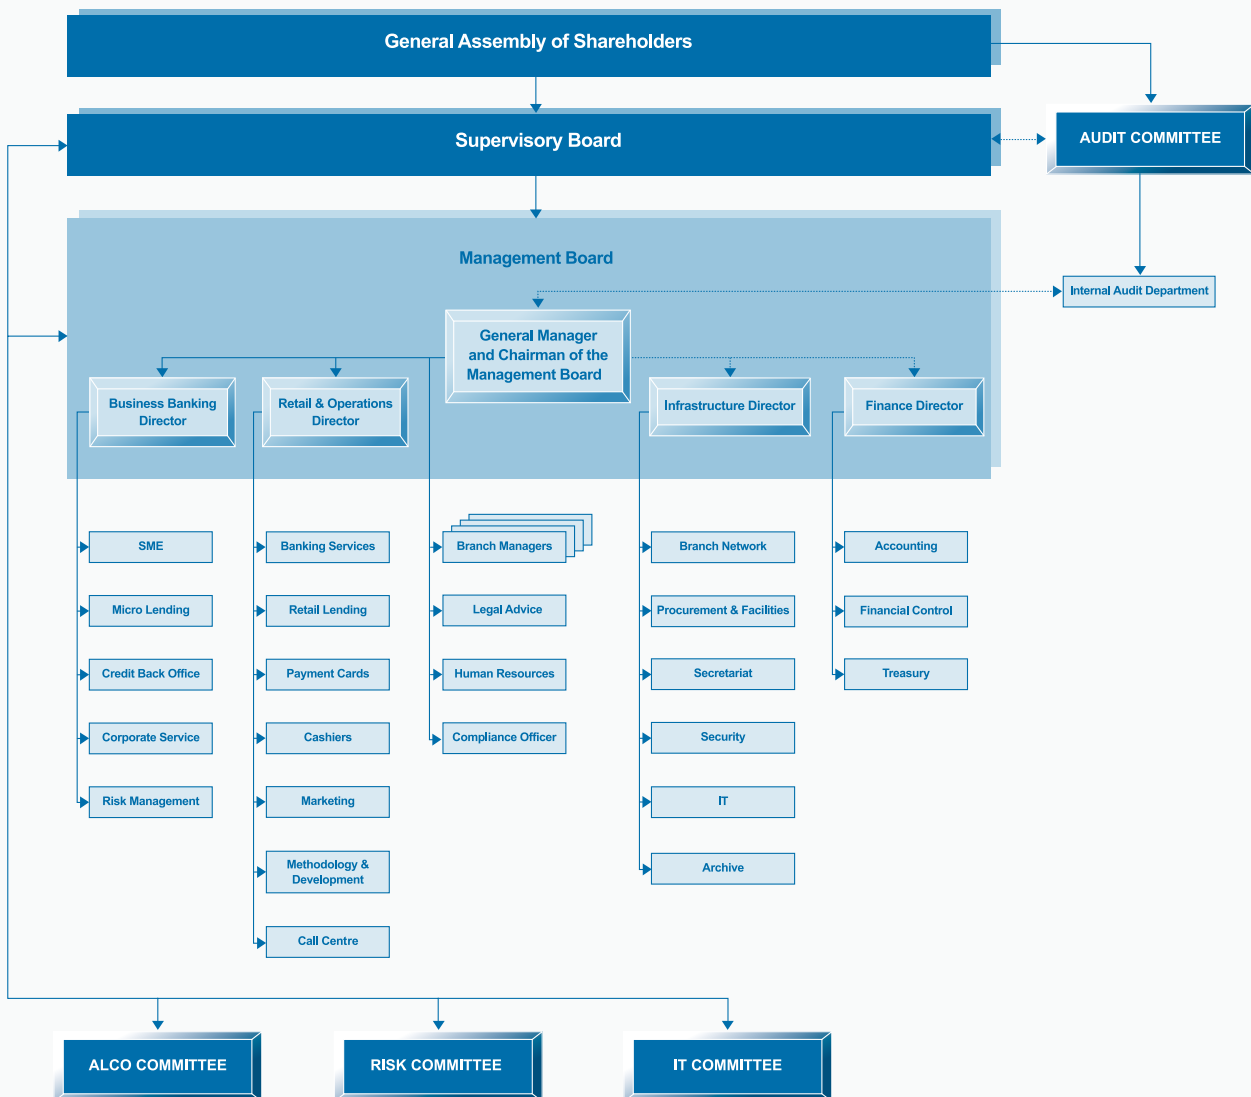 General Assembly of Shareholders
Supervisory Board
AUDIT COMMITTEE
Management Board
Internal Audit Department
General Manager
and Chairman of the
Management Board
Business Banking
Director
Retail & Operations
Director
Infrastructure Director
Finance Director
SME
Micro Lending
Credit Back Office
Corporate Service
Risk Management
Banking Services
Retail Lending
Payment Cards
Cashiers
Marketing
Methodology &
Development
Call Centre
Branch Managers
Legal Advice
Human Resources
Compliance Officer
Branch Network
Procurement & Facilities
Secretariat
Security
IT
Archive
Accounting
Financial Control
Treasury
ALCO COMMITTEE
RISK COMMITTEE
IT COMMITTEE